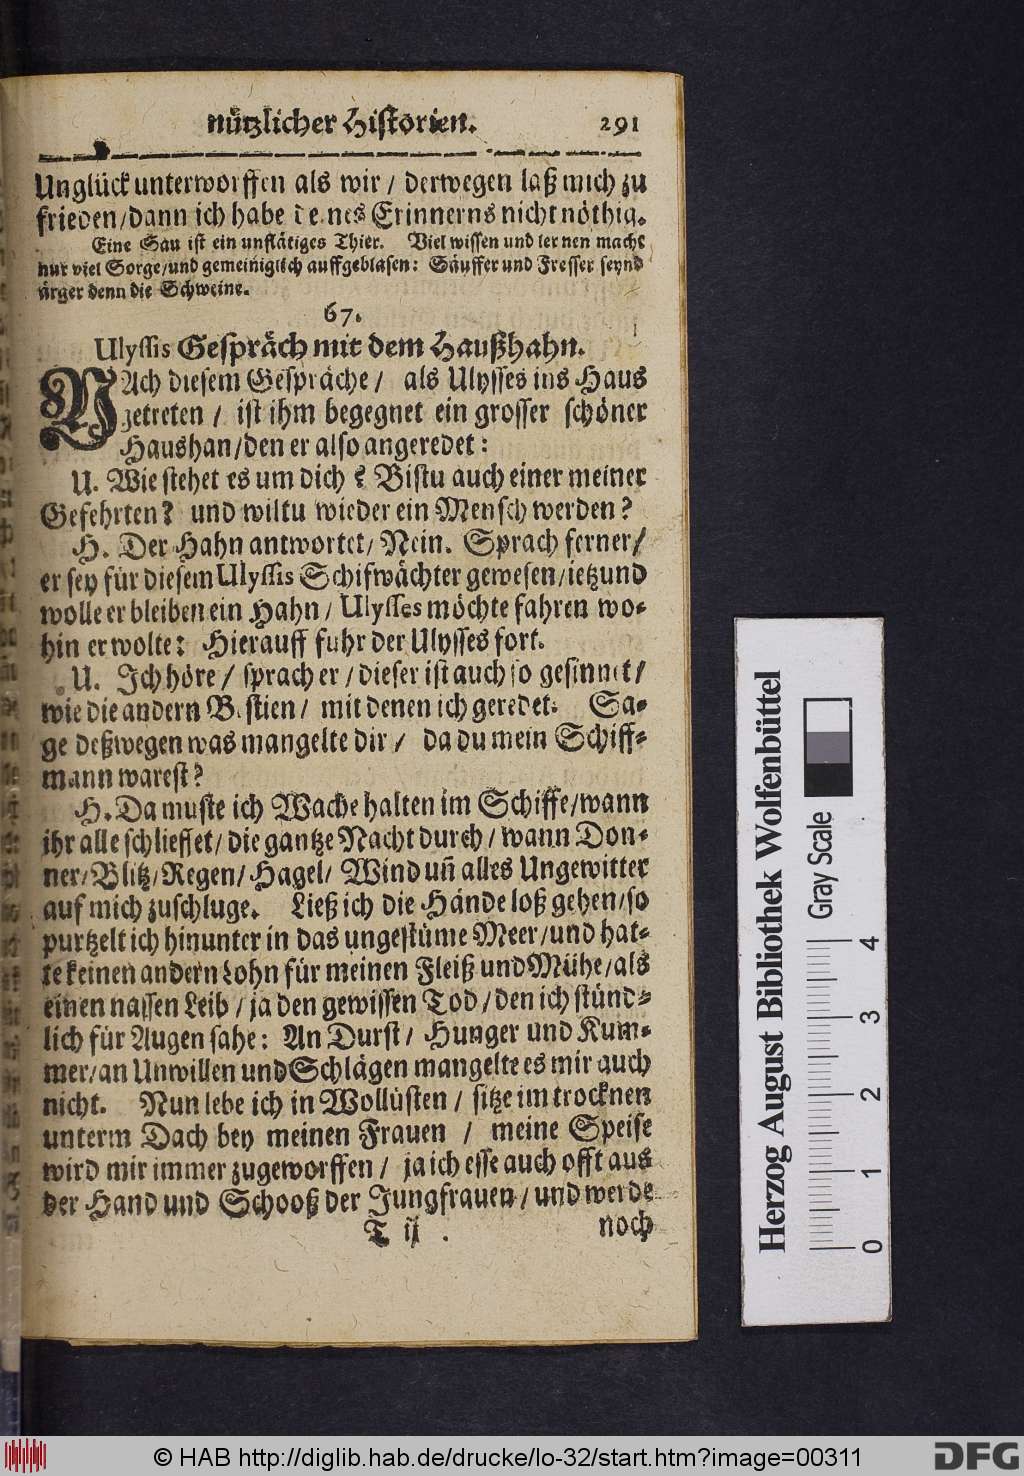 nützlicher Historien. 291
Unglück unterworffen als wir / derwegen laß mich zu
frieden / dann ich habe deines Erinnerns nicht nöthig.
Eine Sau ist ein unflätiges Thier. Viel wissen und lernen macht
nur viel Sorge / und gemeiniglich auffgeblasen: Säuffer und Fresser seynd
ärger denn die Schweine.
67.
Ulyssis Gespräch mit dem Haußhahn.
NAch diesem Gespräche / als Ulysses ins Haus
getreten / ist ihm begegnet ein grosser schöner
Haushan / den er also angeredet:
U. Wie stehet es um dich? Bistu auch einer meiner
Gefehrten? und wiltu wieder ein Mensch werden?
H. Der Hahn antwortet / Nein. Sprach ferner /
er sey für diesem Ulyssis Schifwächter gewesen / ietzund
wolle er bleiben ein Hahn / Ulysses möchte fahren wo-
hin er wolte: Hierauff fuhr der Ulysses fort.
U. Ich höre / sprach er / dieser ist auch so gesinnet /
wie die andern Bestien / mit denen ich geredet. Sa-
ge deßwegen was mangelte dir / da du mein Schiff-
mann warest?
H. Da muste ich Wache halten im Schiffe / wann
ihr alle schlieffet / die gantze Nacht durch / wann Don-
ner / Blitz / Regen / Hagel / Wind uñ alles Ungewitter
auf mich zuschluge. Ließ ich die Hände loß gehen / so
purtzelt ich hinunter in das ungestüme Meer / und hat-
te keinen andern Lohn für meinen Fleiß und Mühe / als
einen nassen Leib / ja den gewissen Tod / den ich stünd-
lich für Augen sahe: An Durst / Hunger und Kum-
mer / an Unwillen und Schlägen mangelte es mir auch
nicht. Nun lebe ich in Wollüsten / sitze im trocknen
unterm Dach bey meinen Frauen / meine Speise
wird mir immer zugeworffen / ja ich esse auch offt aus
der Hand und Schooß der Jungfrauen / und werde
T ij noch
Herzog August Bibliothek Wolfenbüttel
Gray Scale
0 1 2 3 4
© HAB http://diglib.hab.de/drucke/lo-32/start.htm?image=00311
DFG